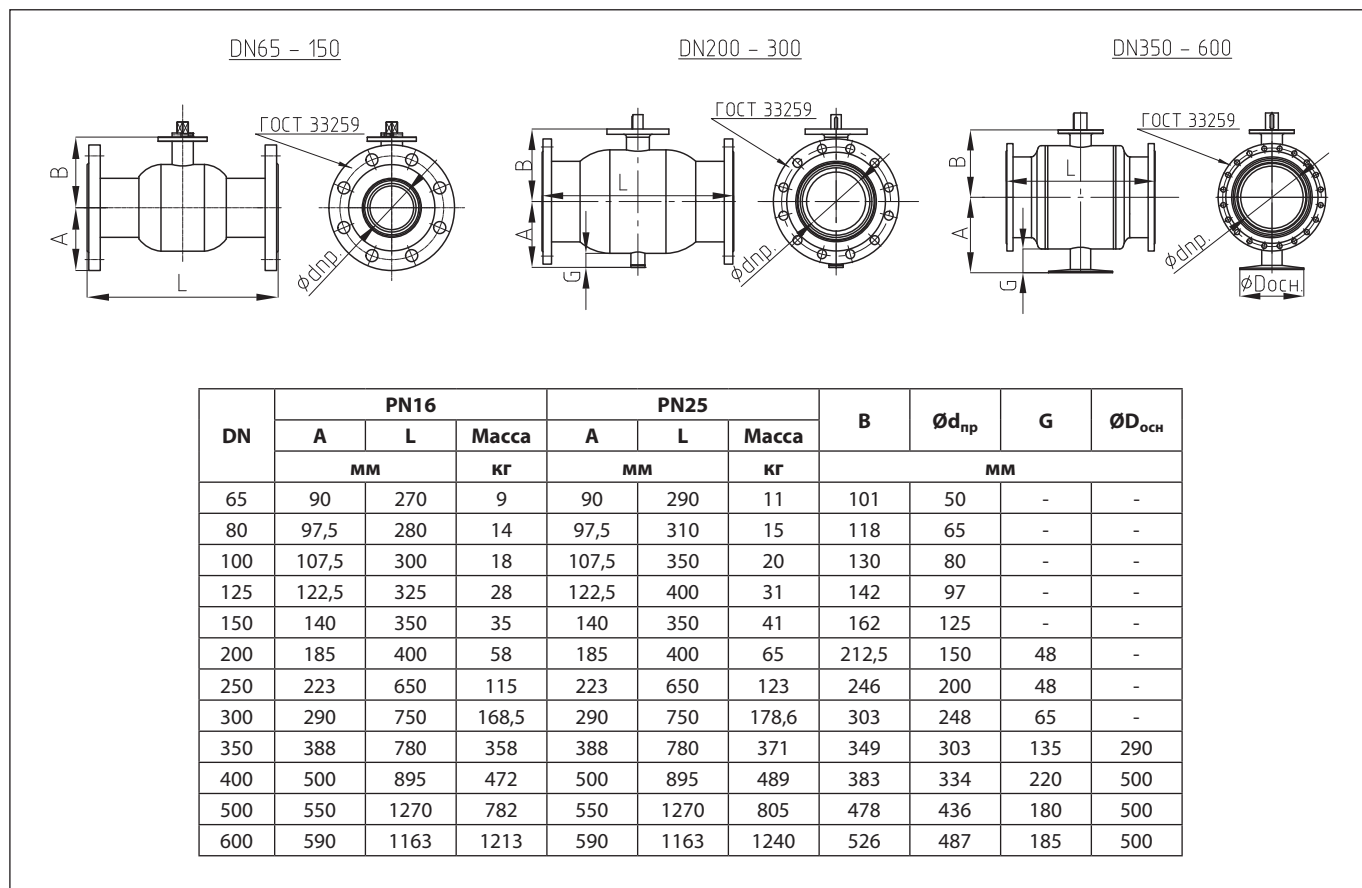 DN65 – 150
DN200 – 300
DN350 – 600
ГОСТ 33259
B
A
L
Ødпр.
ГОСТ 33259
B
A
L
G
Ødпр.
ГОСТ 33259
B
A
L
G
Ødпр.
ØDосн.
DN PN16 PN25 B Ødпр G ØDосн
A L Масса A L Масса
мм кг мм кг мм
65 90 270 9 90 290 11 101 50 - -
80 97,5 280 14 97,5 310 15 118 65 - -
100 107,5 300 18 107,5 350 20 130 80 - -
125 122,5 325 28 122,5 400 31 142 97 - -
150 140 350 35 140 350 41 162 125 - -
200 185 400 58 185 400 65 212,5 150 48 -
250 223 650 115 223 650 123 246 200 48 -
300 290 750 168,5 290 750 178,6 303 248 65 -
350 388 780 358 388 780 371 349 303 135 290
400 500 895 472 500 895 489 383 334 220 500
500 550 1270 782 550 1270 805 478 436 180 500
600 590 1163 1213 590 1163 1240 526 487 185 500